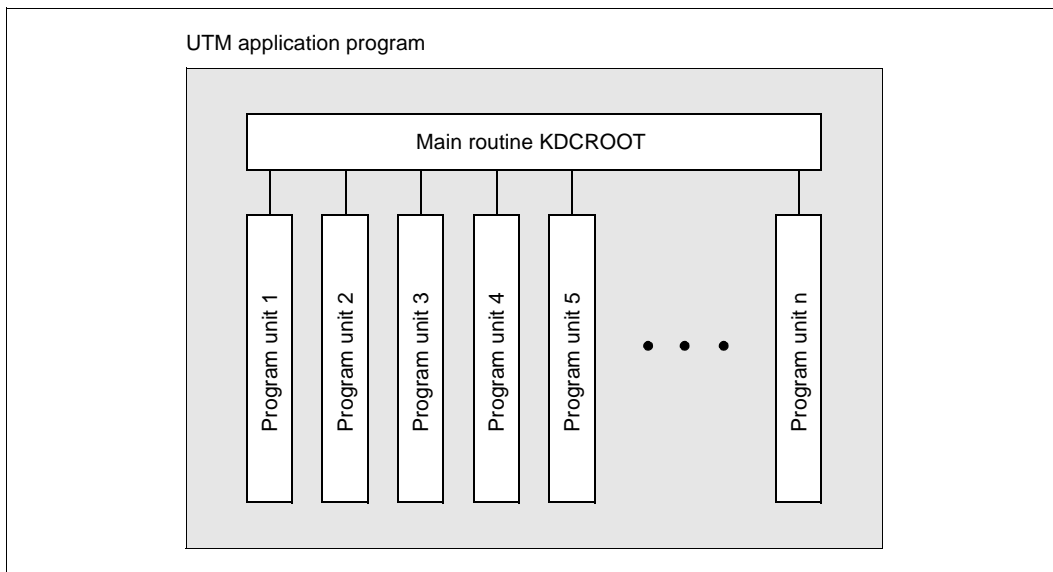 UTM application program
Main routine KDCROOT
Program unit 1
Program unit 2
Program unit 3
Program unit 4
Program unit 5
• • •
Program unit n